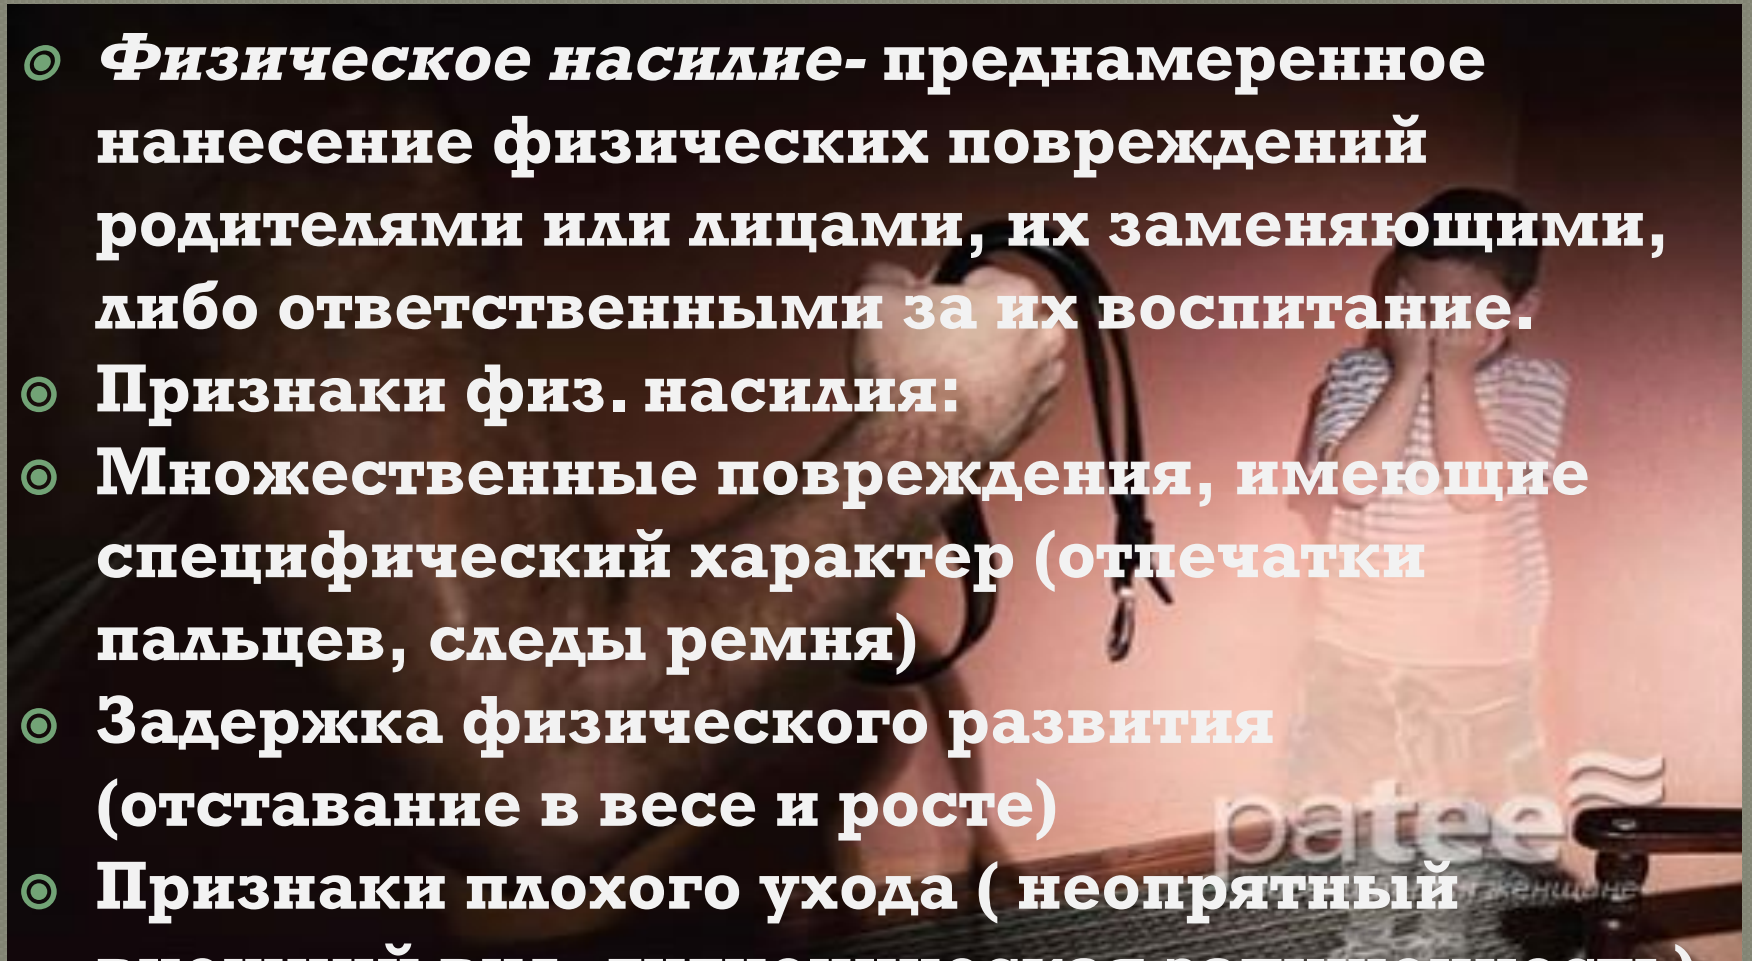 Физическое насилие- преднамеренное
нанесение физических повреждений
родителями или лицами, их заменяющими,
либо ответственными за их воспитание.
Признаки физ. насилия:
Множественные повреждения, имеющие
специфический характер (отпечатки
пальцев, следы ремня)
Задержка физического развития
(отставание в весе и росте)
patee
Признаки плохого ухода ( неопрятный
женщине